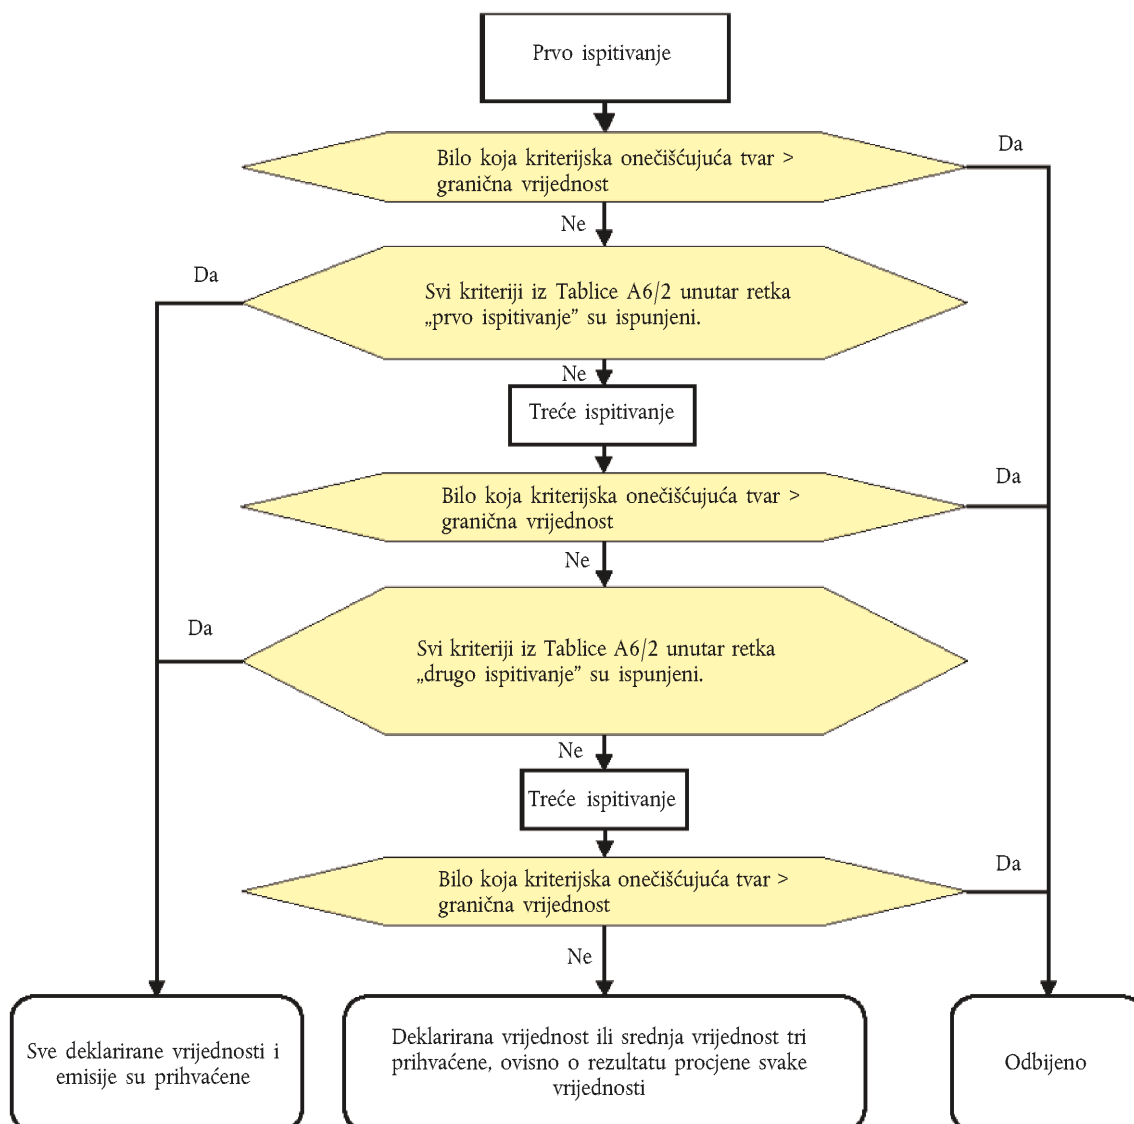 Prvo ispitivanje
Da
Bilo koja kriterijska onečišćujuća tvar >
granična vrijednost
Ne
Da
Svi kriteriji iz Tablice A6/2 unutar retka
„prvo ispitivanje” su ispunjeni.
Ne
Treće ispitivanje
Da
Bilo koja kriterijska onečišćujuća tvar >
granična vrijednost
Ne
Da
Svi kriteriji iz Tablice A6/2 unutar retka
„drugo ispitivanje” su ispunjeni.
Ne
Treće ispitivanje
Da
Bilo koja kriterijska onečišćujuća tvar >
granična vrijednost
Ne
Sve deklarirane vrijednosti i
emisije su prihvaćene
Deklarirana vrijednost ili srednja vrijednost tri
prihvaćene, ovisno o rezultatu procjene svake
vrijednosti
Odbijeno